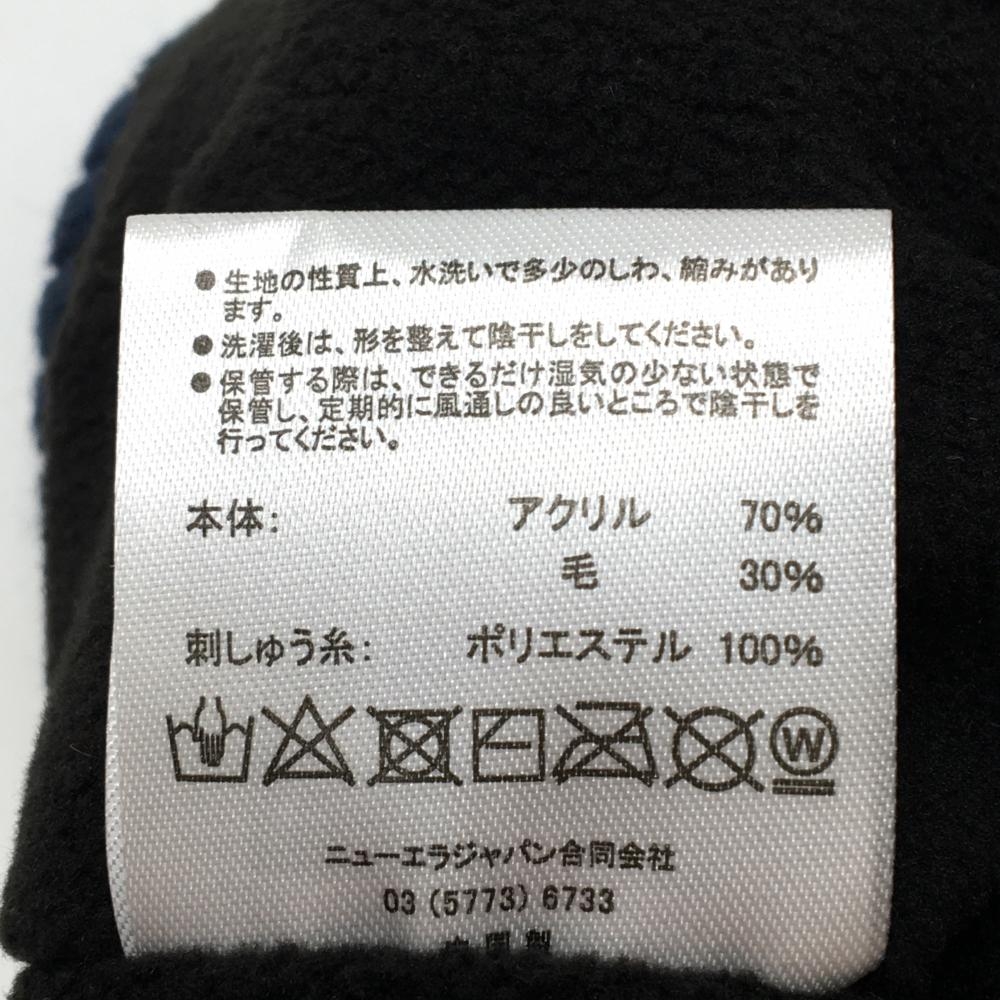 ● 生地の性質上、水洗いで多少のしわ、縮みがあり
ます。
● 洗濯後は、形を整えて陰干しをしてください。
● 保管する際は、できるだけ湿気の少ない状態で
保管し、定期的に風通しの良いところで陰干しを
行ってください。
本体: アクリル 70%
毛 30%
刺しゅう糸: ポリエステル 100%
W
ニューエラジャパン合同会社
03 (5773) 6733